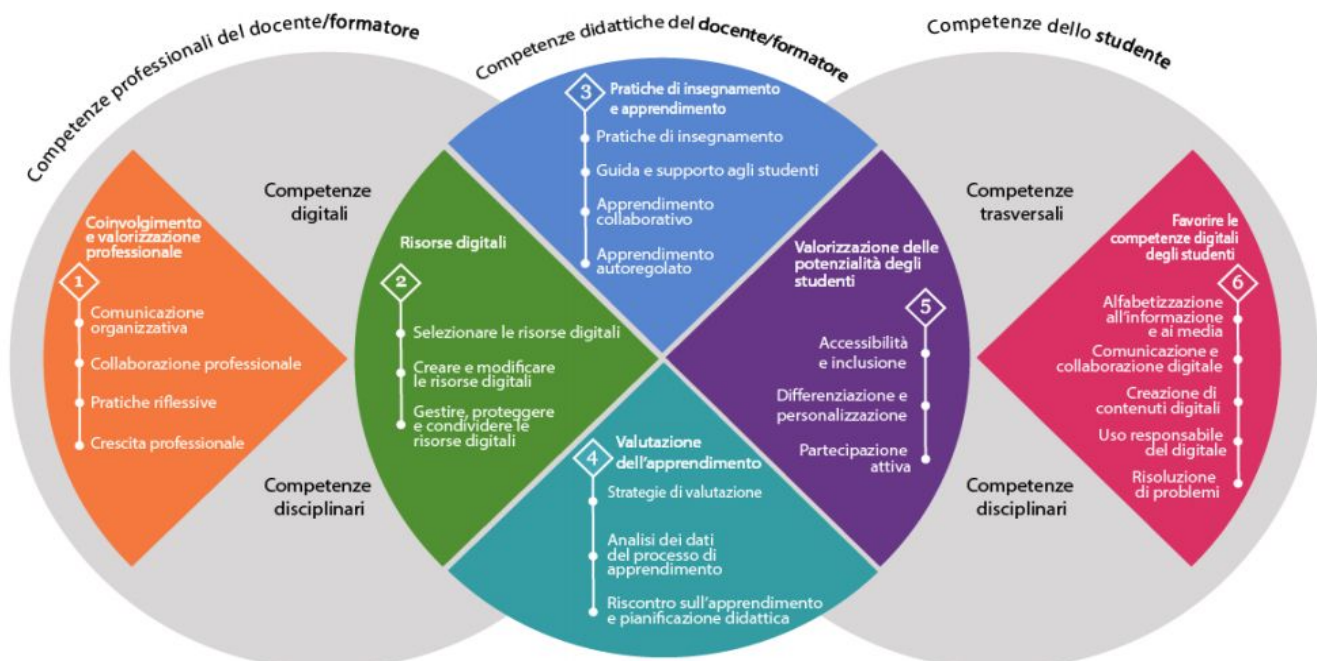 Competenze professionali del docente/formatore
Competenze didattiche del docente/formatore
Competenze dello studente
Competenze
digitali
Competenze
disciplinari
Coinvolgimento
e valorizzazione
professionale
1
Comunicazione
organizzativa
Collaborazione professionale
Pratiche riflessive
Crescita professionale
Risorse digitali
2
Selezionare le risorse digitali
Creare e modificare
le risorse digitali
Gestire, proteggere
e condividere le
risorse digitali
3
Pratiche di insegnamento
e apprendimento
Pratiche di insegnamento
Guida e supporto agli studenti
Apprendimento
collaborativo
Apprendimento
autoregolato
4
Valutazione
dell'apprendimento
Strategie di valutazione
Analisi dei dati
del processo di
apprendimento
Riscontro sull'apprendimento
e pianificazione didattica
Valorizzazione delle
potenzialità degli
studenti
5
Accessibilità
e inclusione
Differenziazione e
personalizzazione
Partecipazione
attiva
Competenze
trasversali
Competenze
disciplinari
Favorire le
competenze digitali
degli studenti
6
Alfabetizzazione
all'informazione
e ai media
Comunicazione e
collaborazione digitale
Creazione di
contenuti digitali
Uso responsabile
del digitale
Risoluzione
di problemi